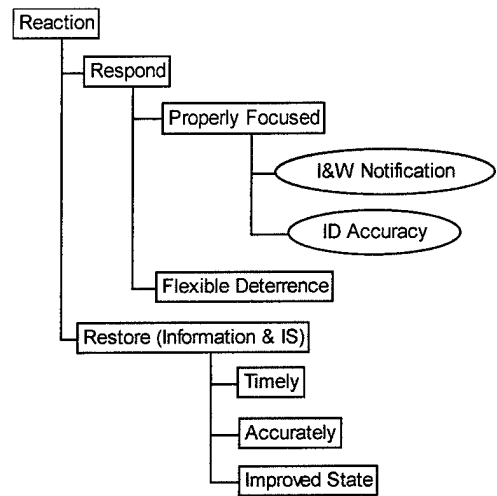 Reaction
Respond
Properly Focused
I&W Notification
ID Accuracy
Flexible Deterrence
Restore (Information & IS)
Timely
Accurately
Improved State